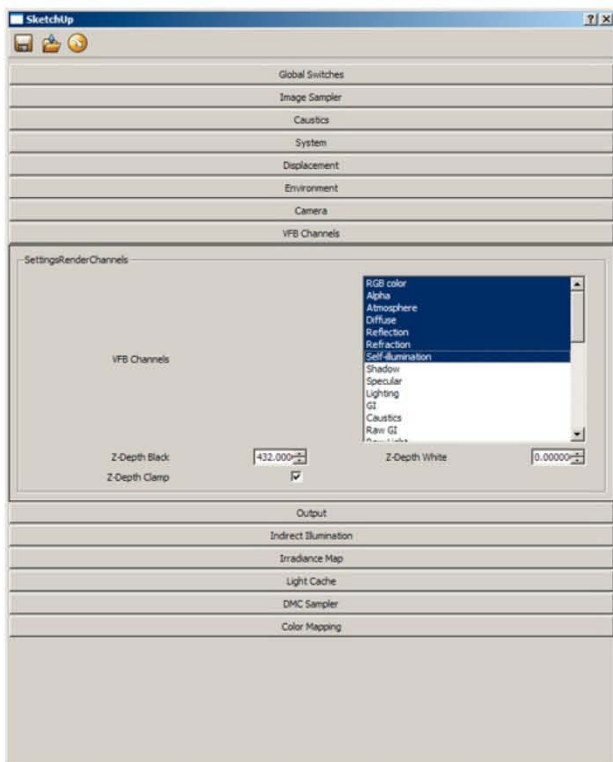 SketchUp
Global Switches
Image Sampler
Caustics
System
Displacement
Environment
Camera
VFB Channels
SettingsRenderChannels
VFB Channels
RGB color
Alpha
Atmosphere
Diffuse
Reflection
Refraction
Self-illumination
Shadow
Specular
Lighting
GI
Caustics
Raw GI
Raw Light
Z-Depth Black 432.000 Z-Depth White 0.00000
Z-Depth Clamp
Output
Indirect Illumination
Irradiance Map
Light Cache
DMC Sampler
Color Mapping